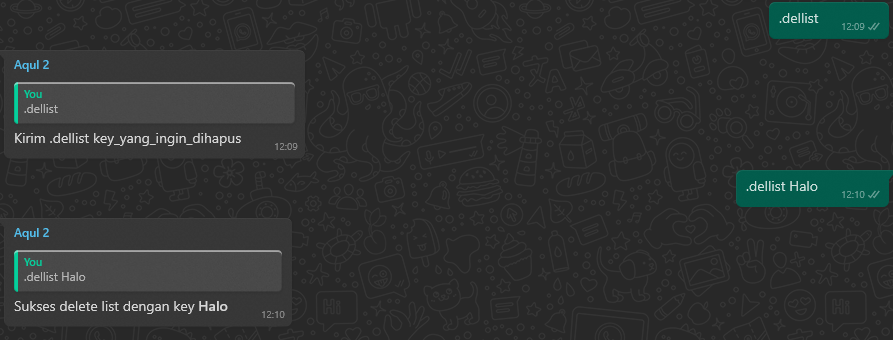 .dellist
12:09
Aqul 2
You
.dellist
Kirim .dellist key_yang_ingin_dihapus
12:09
.dellist Halo
12:10
Aqul 2
You
.dellist Halo
Sukses delete list dengan key Halo
12:10